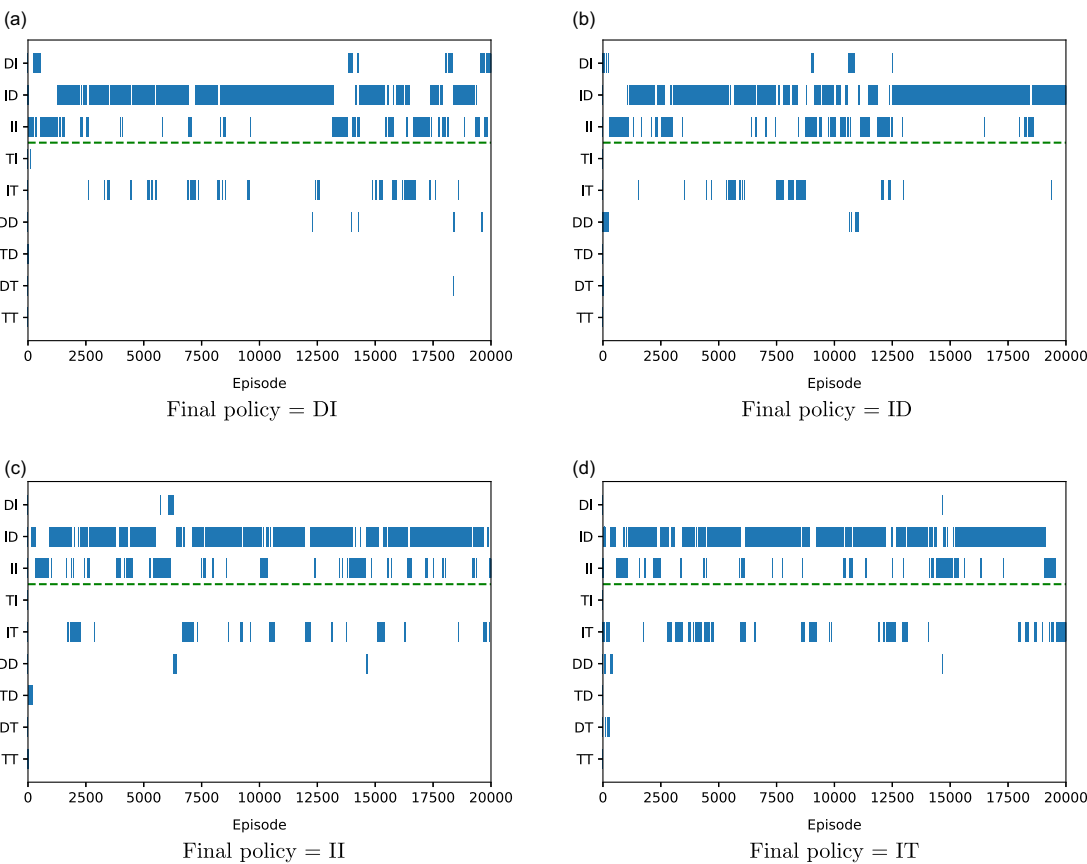 (a)
DI
ID
II
TI
IT
DD
TD
DT
TT
0 2500 5000 7500 10000 12500 15000 17500 20000
Episode
Final policy = DI
(b)
DI
ID
II
TI
IT
DD
TD
DT
TT
0 2500 5000 7500 10000 12500 15000 17500 20000
Episode
Final policy = ID
(c)
DI
ID
II
TI
IT
DD
TD
DT
TT
0 2500 5000 7500 10000 12500 15000 17500 20000
Episode
Final policy = II
(d)
DI
ID
II
TI
IT
DD
TD
DT
TT
0 2500 5000 7500 10000 12500 15000 17500 20000
Episode
Final policy = IT